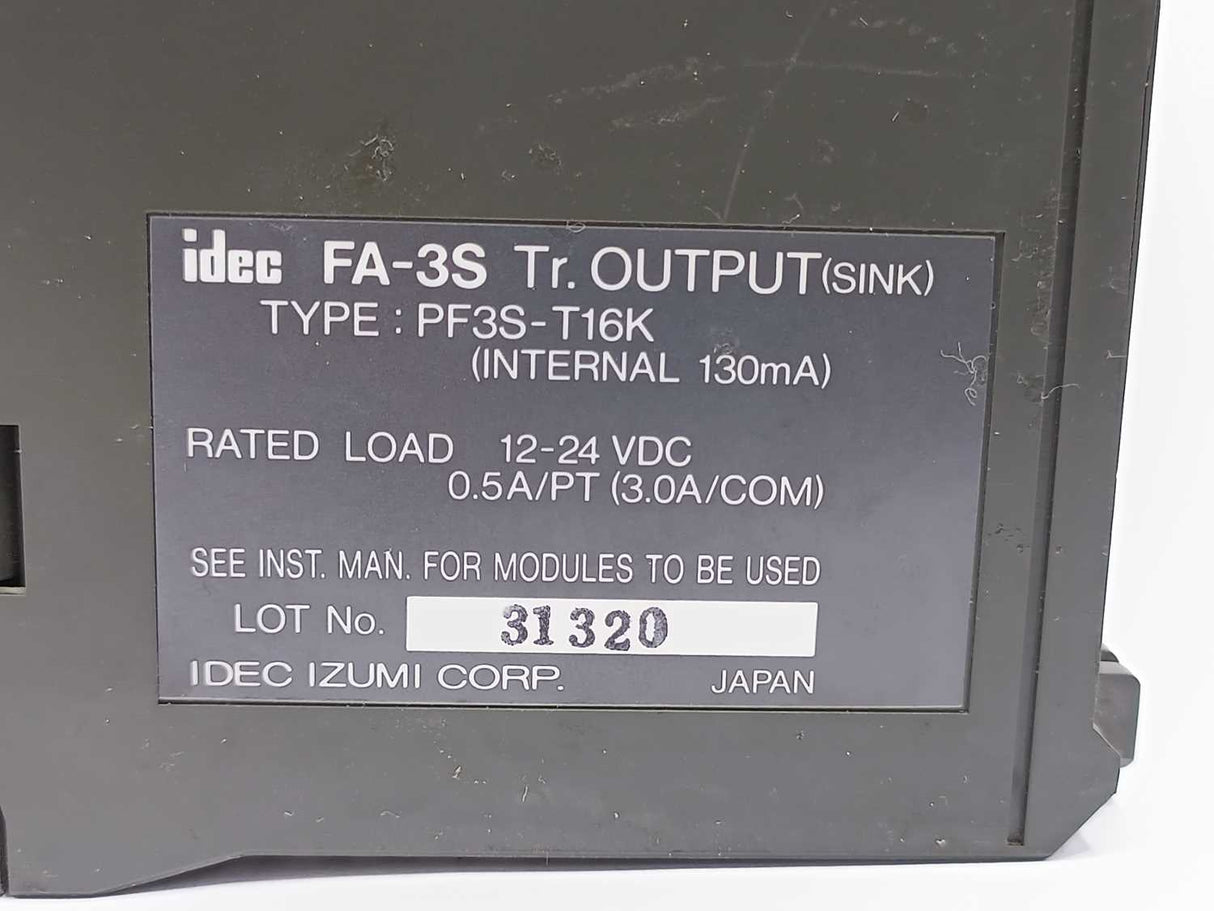 idec FA-3S Tr. OUTPUT(SINK)
TYPE : PF3S-T16K
(INTERNAL 130mA)
RATED LOAD 12-24 VDC
0.5A/PT (3.0A/COM)
SEE INST. MAN. FOR MODULES TO BE USED
LOT No. 31320
IDEC IZUMI CORP. JAPAN